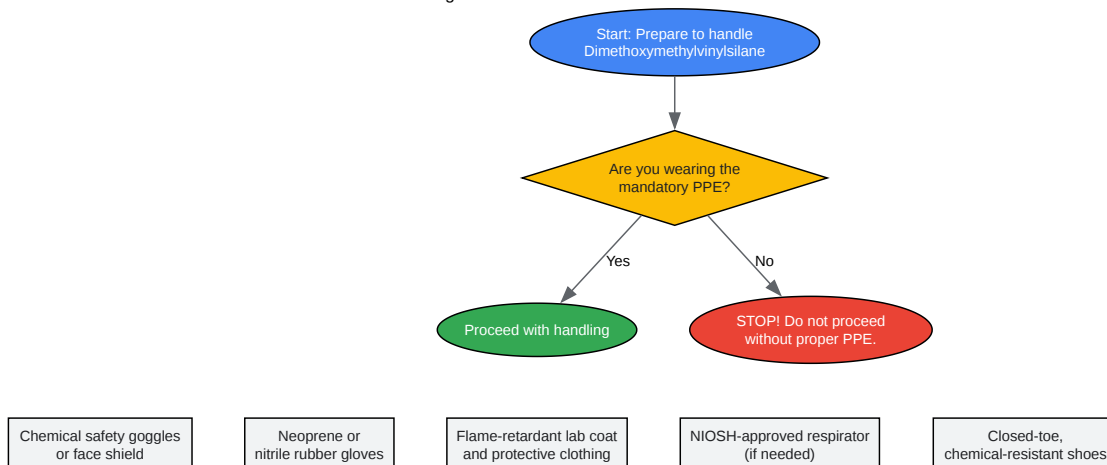 Start: Prepare to handle
Dimethoxymethylvinylsilane
Are you wearing the
mandatory PPE?
Yes
No
Proceed with handling
STOP! Do not proceed
without proper PPE.
Chemical safety goggles
or face shield
Neoprene or
nitrile rubber gloves
Flame-retardant lab coat
and protective clothing
NIOSH-approved respirator
(if needed)
Closed-toe,
chemical-resistant shoes